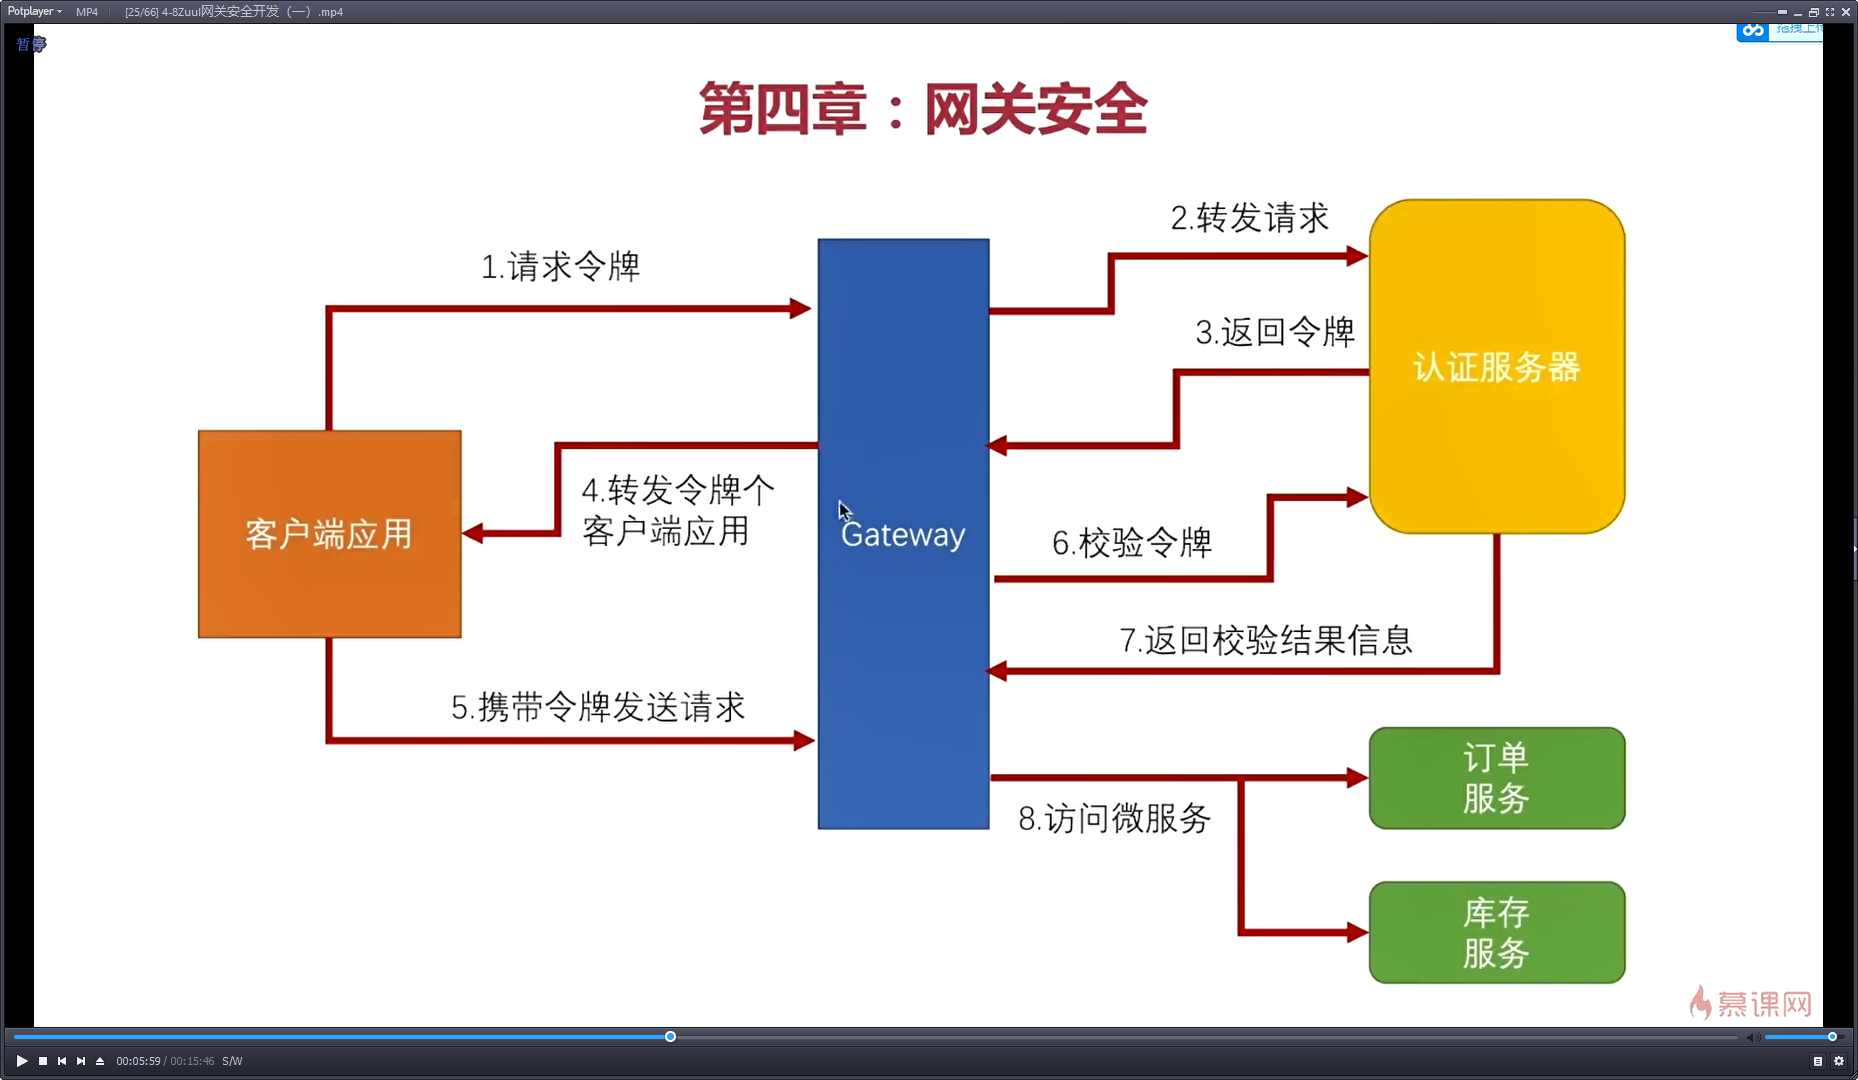 Potplayer MP4 [25/66] 4-8Zuul网关安全开发（一）.mp4
暂停
拖拽上传
第四章：网关安全
2.转发请求
1.请求令牌
3.返回令牌
认证服务器
4.转发令牌个
客户端应用
客户端应用
Gateway
6.校验令牌
7.返回校验结果信息
5.携带令牌发送请求
订单
服务
8.访问微服务
库存
服务
慕课网
00:05:59 / 00:15:46 S/W